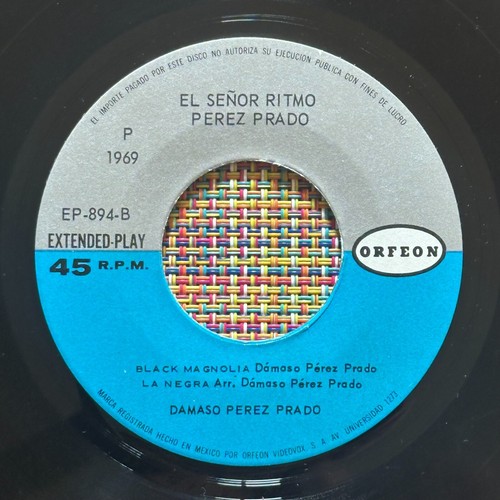 EL IMPORTE PAGADO POR ESTE DISCO NO AUTORIZA SU EJECUCION PUBLICA CON FINES DE LUCRO
EL SEÑOR RITMO
PEREZ PRADO
P
1969
EP-894-B
EXTENDED-PLAY
45 R.P.M.
ORFEON
BLACK MAGNOLIA Dámaso Pérez Prado
LA NEGRA Arr. Dámaso Pérez Prado
DAMASO PEREZ PRADO
MARCA REGISTRADA HECHO EN MEXICO POR ORFEON VIDEOVOX, S. A. AV. UNIVERSIDAD 1273